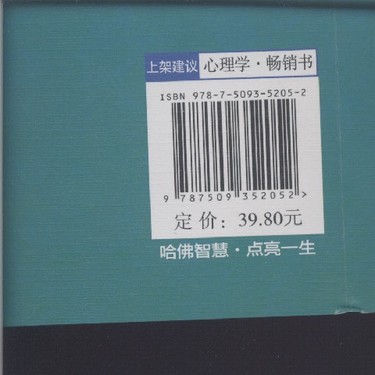 上架建议 心理学·畅销书
ISBN 978-7-5093-5205-2
9 787509 352052 >
定 价： 39.80元
哈佛智慧·点亮一生